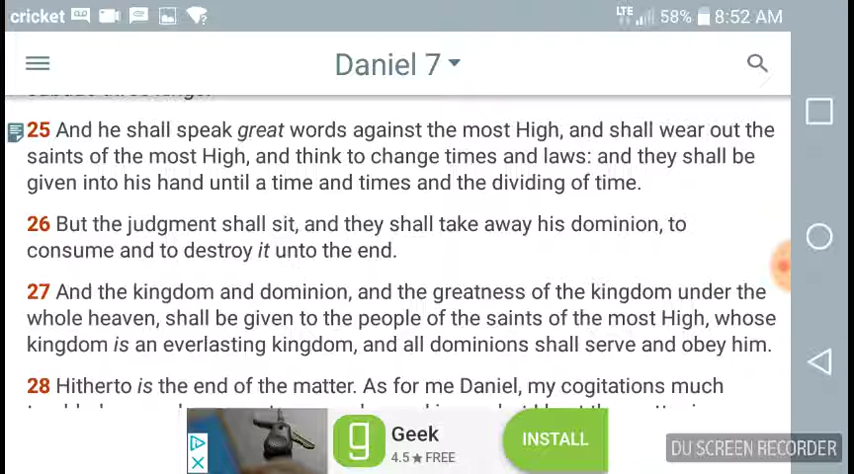 cricket LTE 58% 8:52 AM
Daniel 7
25 And he shall speak great words against the most High, and shall wear out the
saints of the most High, and think to change times and laws: and they shall be
given into his hand until a time and times and the dividing of time.
26 But the judgment shall sit, and they shall take away his dominion, to
consume and to destroy it unto the end.
27 And the kingdom and dominion, and the greatness of the kingdom under the
whole heaven, shall be given to the people of the saints of the most High, whose
kingdom is an everlasting kingdom, and all dominions shall serve and obey him.
28 Hitherto is the end of the matter. As for me Daniel, my cogitations much
g
Geek
4.5★ FREE
INSTALL
DU SCREEN RECORDER